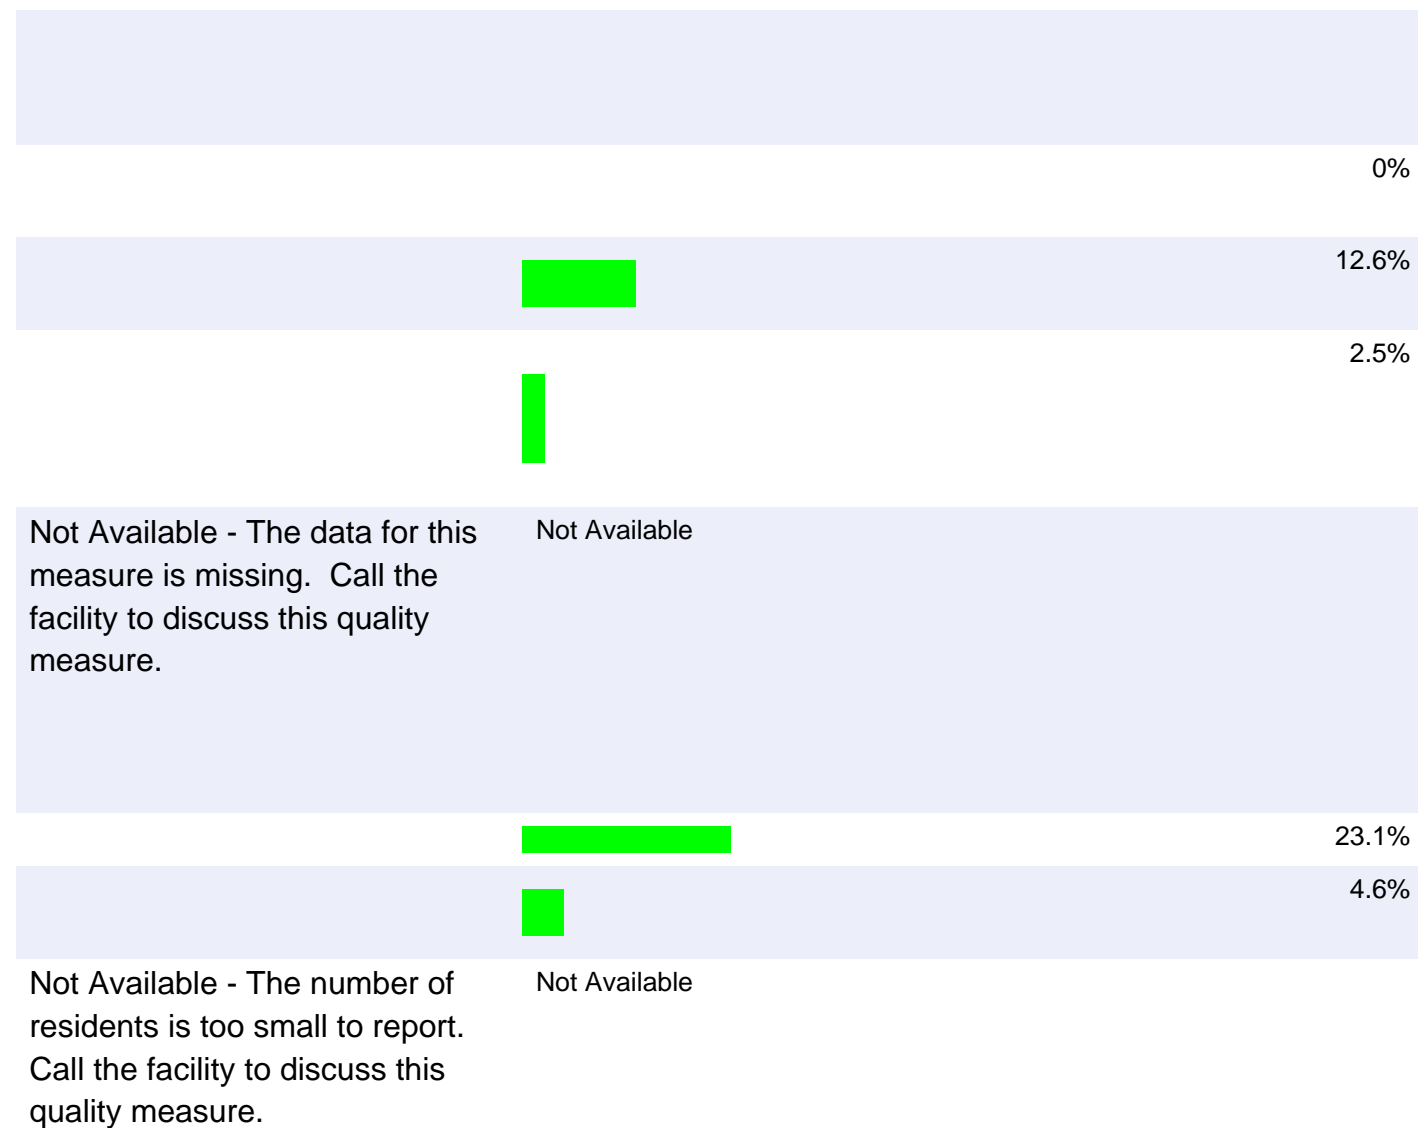 0%
12.6%
2.5%
Not Available - The data for this
measure is missing.  Call the
facility to discuss this quality
measure.
Not Available
23.1%
4.6%
Not Available - The number of
residents is too small to report.
Call the facility to discuss this
quality measure.
Not Available